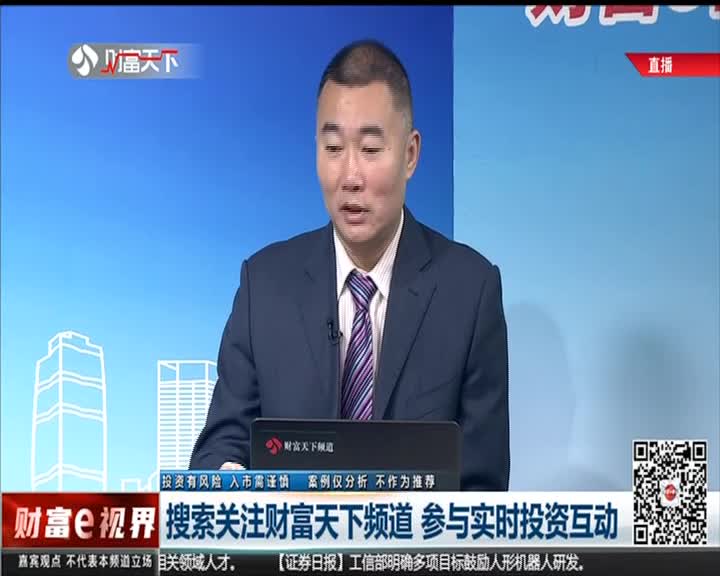 财富天下
直播
财富e
财富天下频道
投资有风险 入市需谨慎 案例仅分析 不作为推荐
财富e视界
搜索关注财富天下频道 参与实时投资互动
嘉宾观点 不代表本频道立场
相关领域人才。 【证券日报】工信部明确多项目标鼓励人形机器人研发。